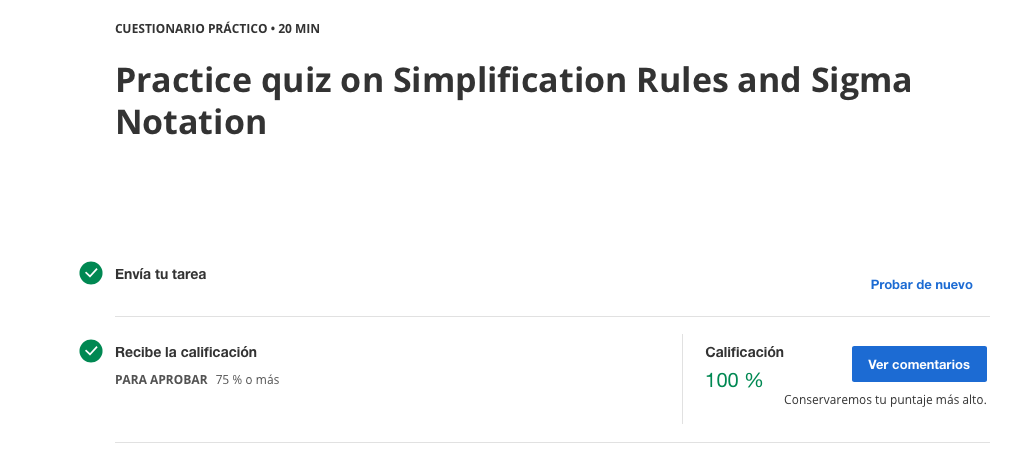 CUESTIONARIO PRÁCTICO • 20 MIN
Practice quiz on Simplification Rules and Sigma
Notation
Envía tu tarea
Probar de nuevo
Recibe la calificación
PARA APROBAR 75 % o más
Calificación
100 %
Ver comentarios
Conservaremos tu puntaje más alto.